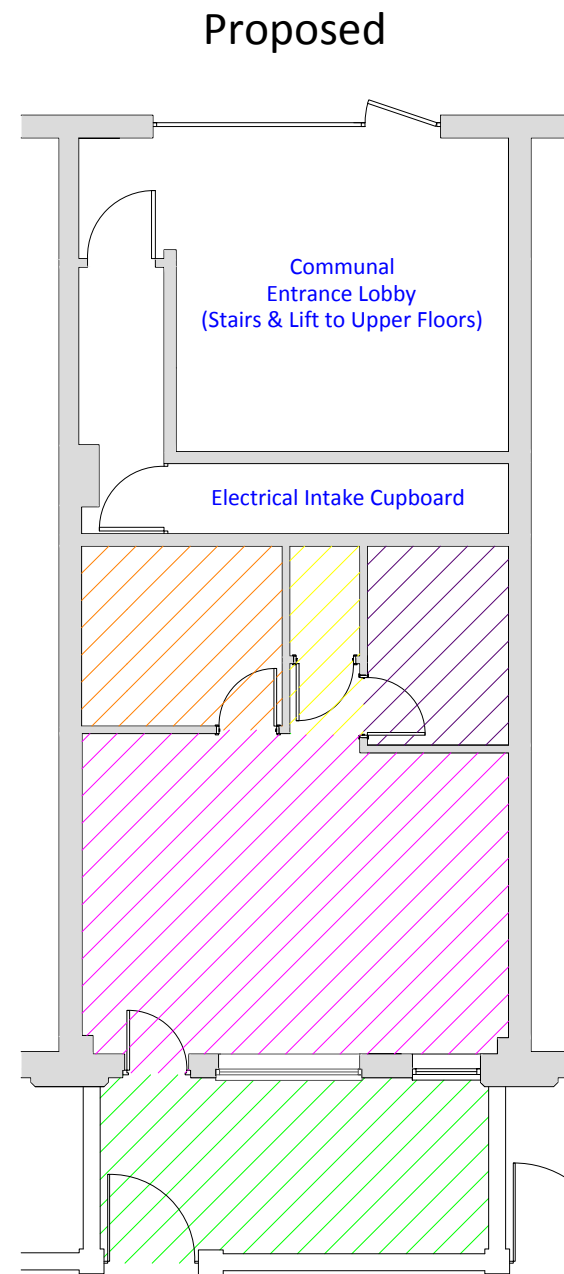 Proposed
Communal
Entrance Lobby
(Stairs & Lift to Upper Floors)
Electrical Intake Cupboard